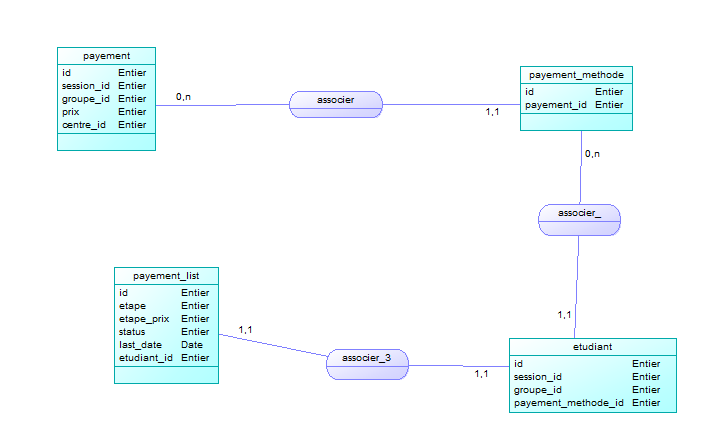 payement
id Entier
session_id Entier
groupe_id Entier
prix Entier
centre_id Entier
0,n
associer
1,1
payement_methode
id Entier
payement_id Entier
0,n
associer_
1,1
payement_list
id Entier
etape Entier
etape_prix Entier
status Entier
last_date Date
etudiant_id Entier
1,1
associer_3
1,1
etudiant
id Entier
session_id Entier
groupe_id Entier
payement_methode_id Entier